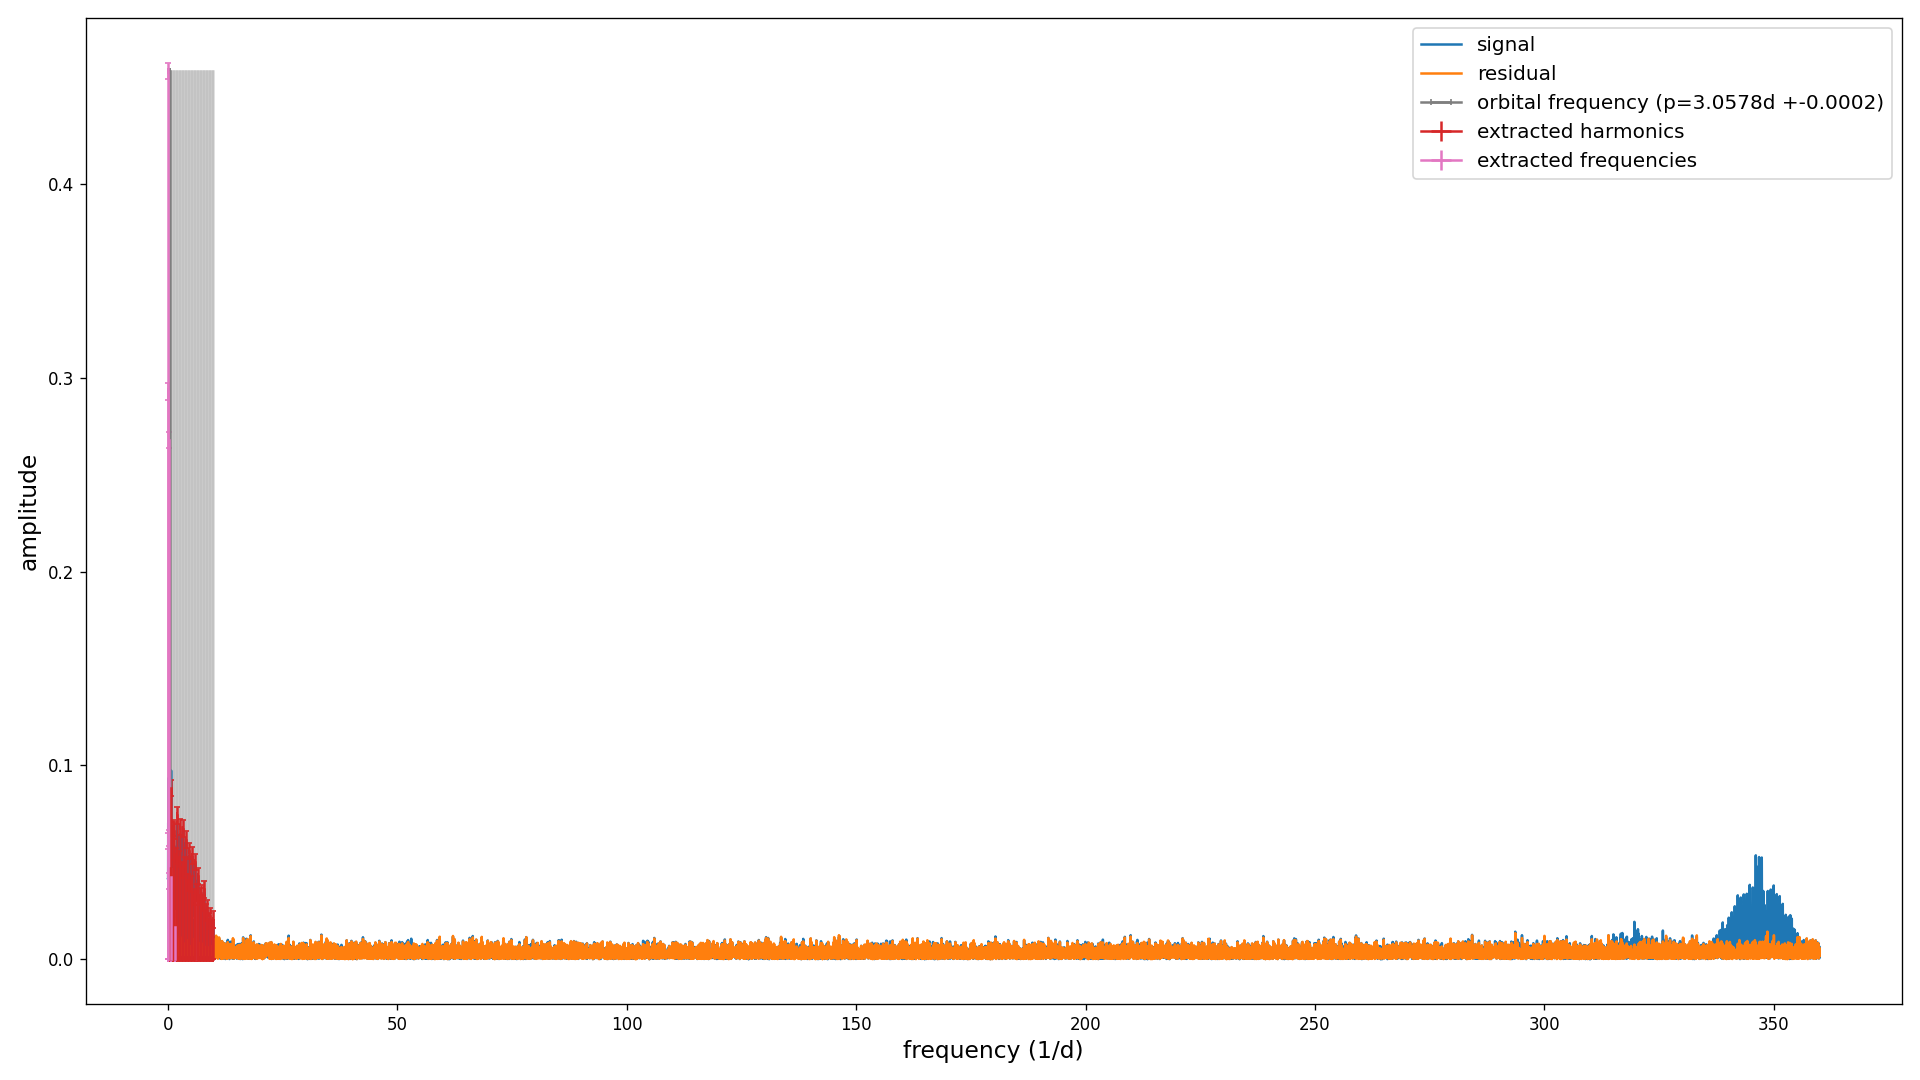 signal
residual
orbital frequency (p=3.0578d +-0.0002)
extracted harmonics
extracted frequencies
amplitude
0.4
0.3
0.2
0.1
0.0
0 50 100 150 200 250 300 350
frequency (1/d)